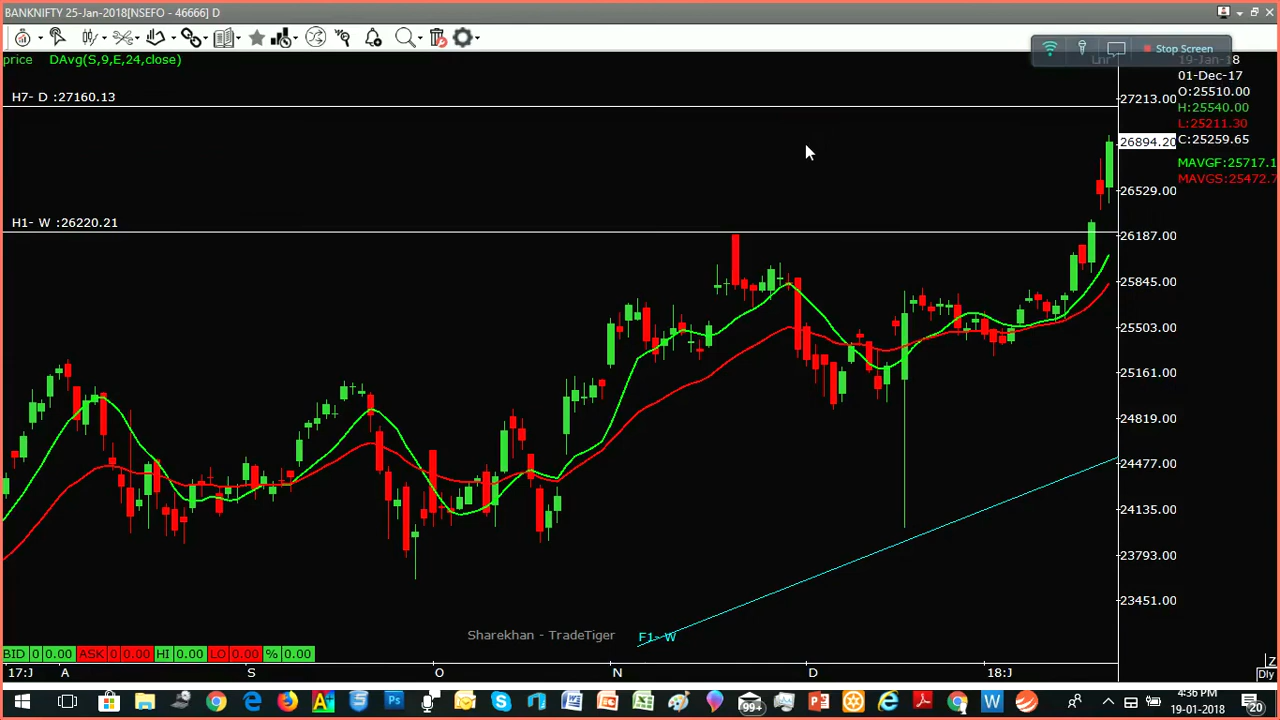 BANKNIFTY 25-Jan-2018[NSEFO - 46666] D
Stop Screen
price DAvg(S,9,E,24,close)
Lnr
19-Jan-18
01-Dec-17
O:25510.00
H:25540.00
L:25211.30
C:25259.65
MAVGF:25717.1
MAVGS:25472.7
H7- D :27160.13
H1- W :26220.21
27213.00
26894.20
26529.00
26187.00
25845.00
25503.00
25161.00
24819.00
24477.00
24135.00
23793.00
23451.00
Sharekhan - TradeTiger
F1- W
BID 0 0.00 ASK 0 0.00 HI 0.00 LO 0.00 % 0.00
17:J A S O N D 18:J
Z
Dly
99+
4:36 PM
19-01-2018
20